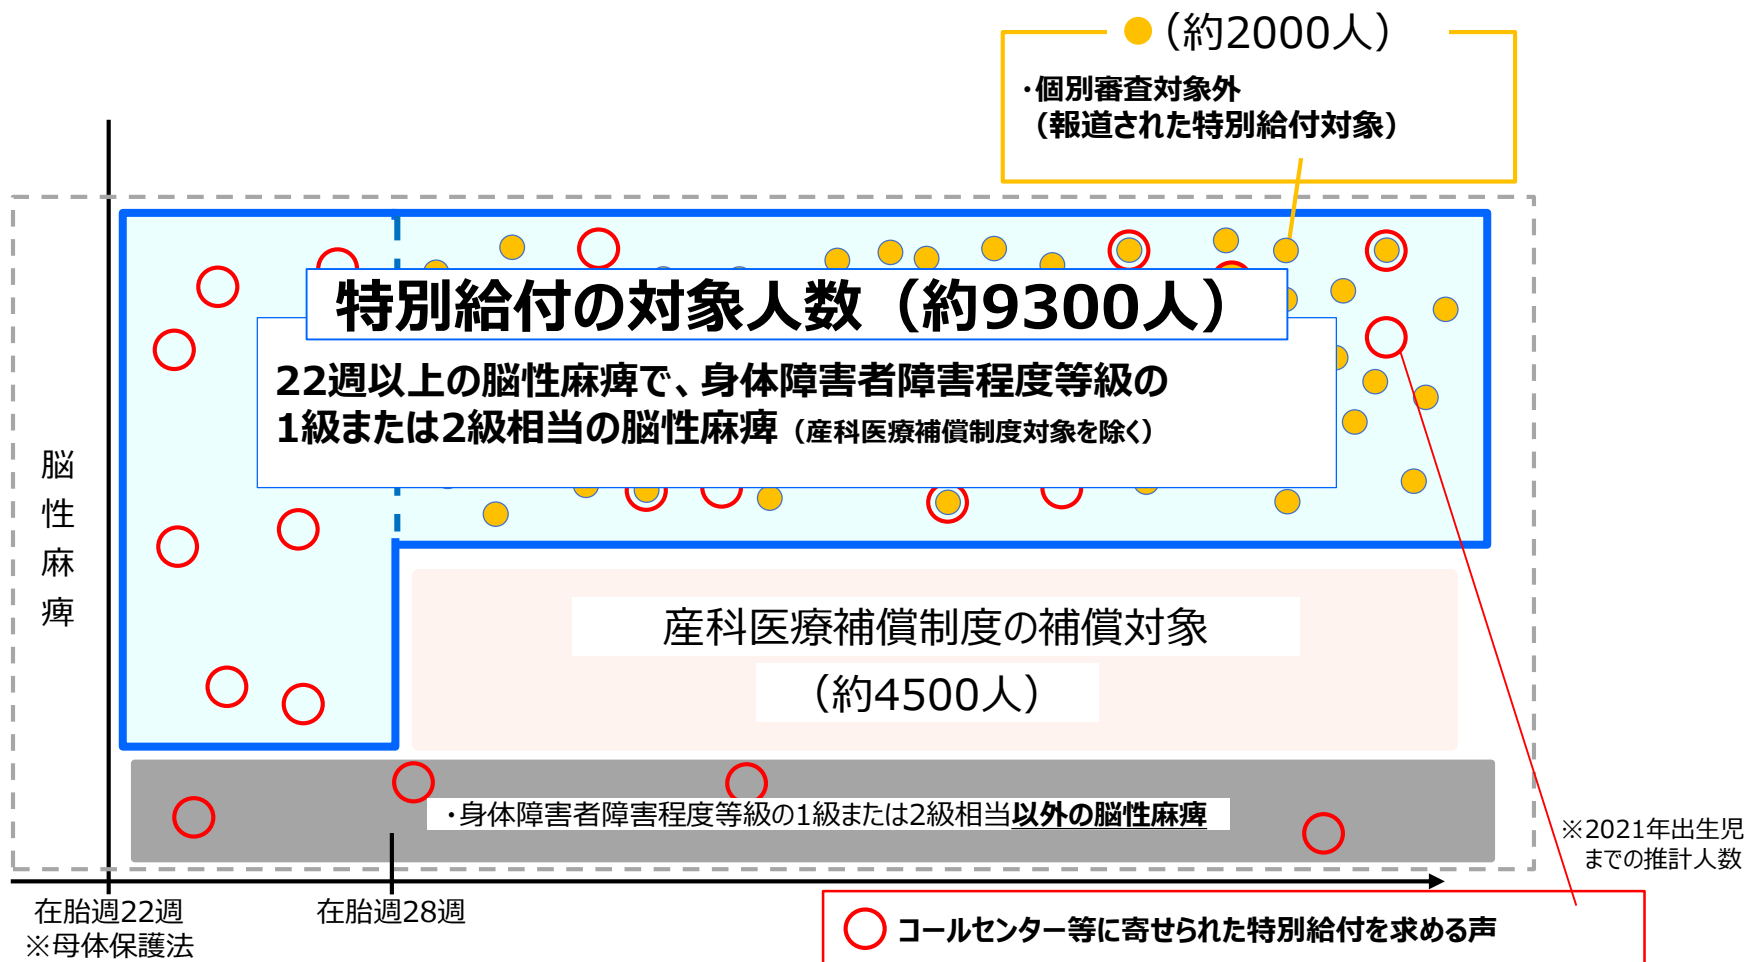 (約2000人)
・個別審査対象外
(報道された特別給付対象)
特別給付の対象人数(約9300人)
22週以上の脳性麻痺で、身体障害者障害程度等級の
1級または2級相当の脳性麻痺(産科医療補償制度対象を除く)
脳性麻痺
産科医療補償制度の補償対象
(約4500人)
・身体障害者障害程度等級の1級または2級相当以外の脳性麻痺
※2021年出生児
までの推計人数
在胎週22週
※母体保護法
在胎週28週
コールセンター等に寄せられた特別給付を求める声